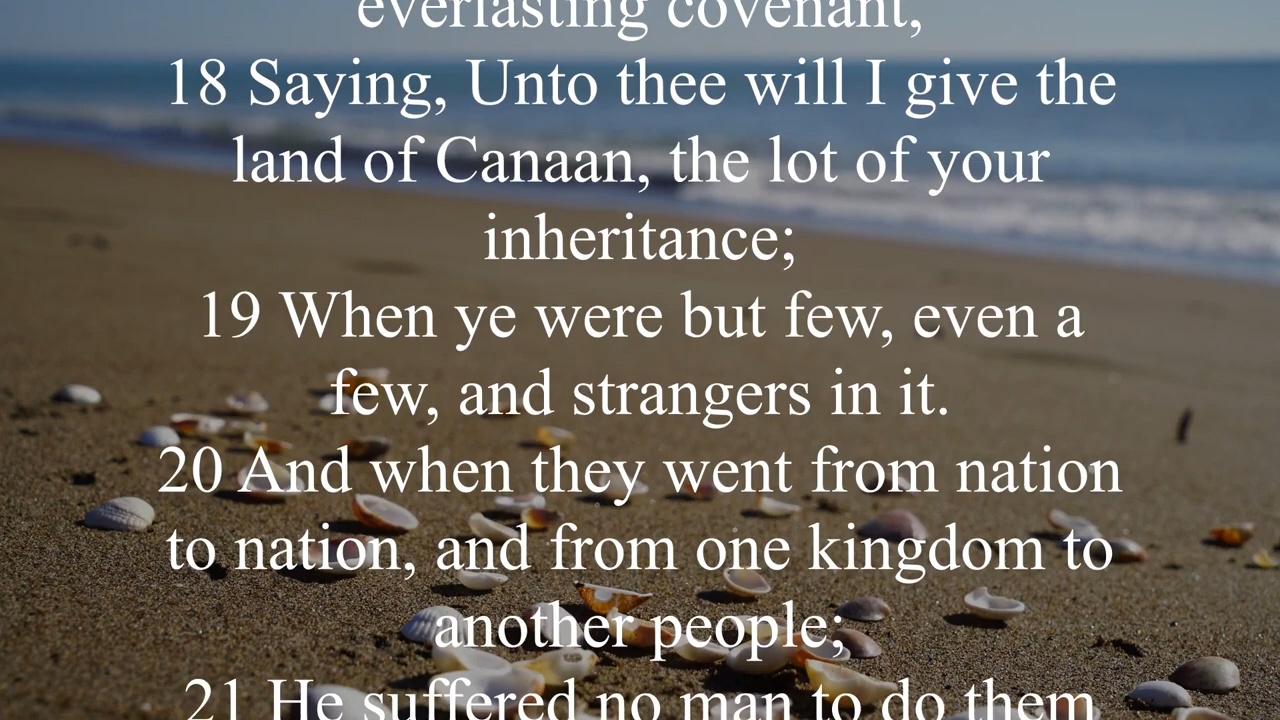 everlasting covenant,
18 Saying, Unto thee will I give the
land of Canaan, the lot of your
inheritance;
19 When ye were but few, even a
few, and strangers in it.
20 And when they went from nation
to nation, and from one kingdom to
another people;
21 He suffered no man to do them